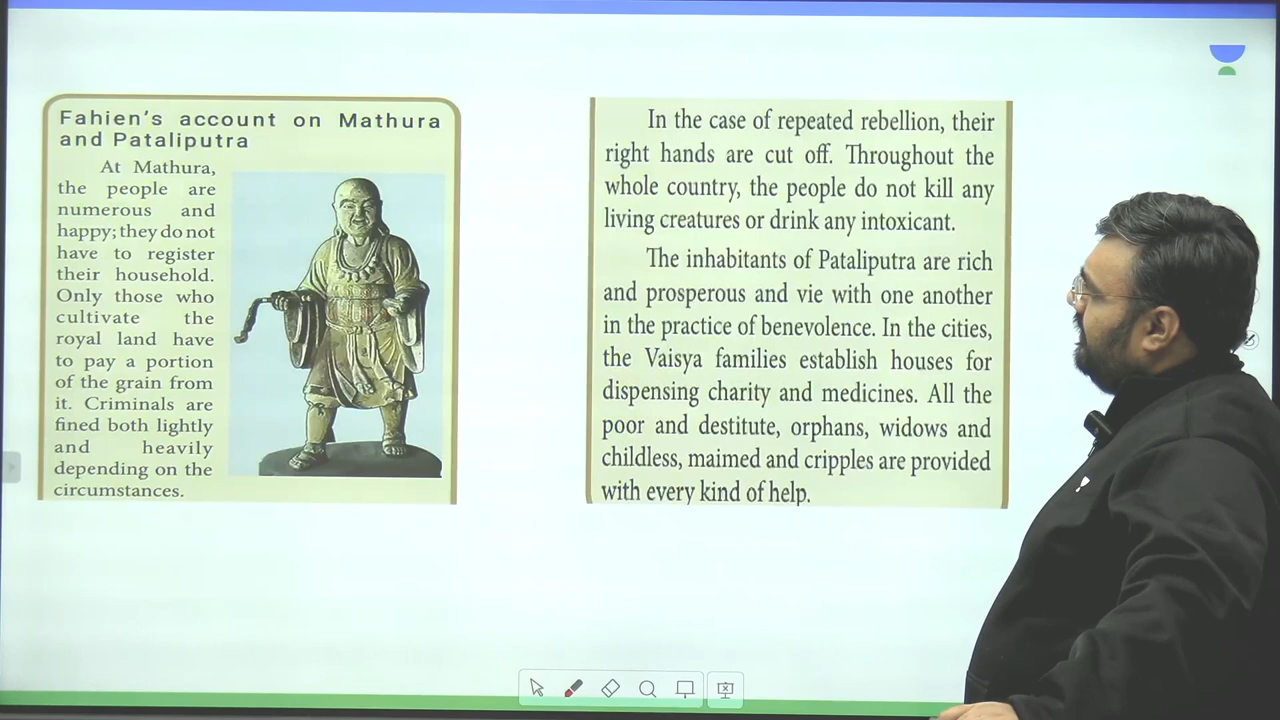 Fahien's account on Mathura
and Pataliputra
At Mathura,
the people are
numerous and
happy; they do not
have to register
their household.
Only those who
cultivate the
royal land have
to pay a portion
of the grain from
it. Criminals are
fined both lightly
and heavily
depending on the
circumstances.
In the case of repeated rebellion, their
right hands are cut off. Throughout the
whole country, the people do not kill any
living creatures or drink any intoxicant.
The inhabitants of Pataliputra are rich
and prosperous and vie with one another
in the practice of benevolence. In the cities,
the Vaisya families establish houses for
dispensing charity and medicines. All the
poor and destitute, orphans, widows and
childless, maimed and cripples are provided
with every kind of help.